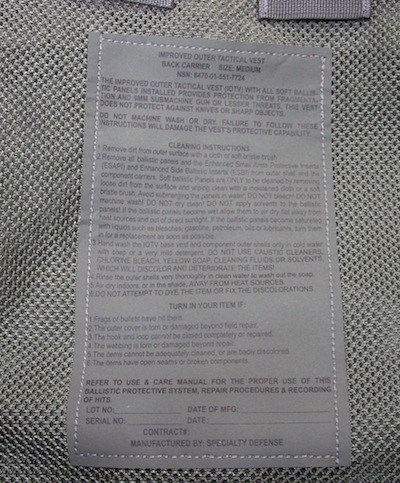 IMPROVED OUTER TACTICAL VEST
BACK CARRIER SIZE: MEDIUM
NSN: 8470-01-551-7724
THE IMPROVED OUTER TACTICAL VEST (IOTV) WITH ALL SOFT BALLIS-
TIC PANELS INSTALLED PROVIDES PROTECTION FROM FRAGMENTA-
TION AND 9MM SUBMACHINE GUN OR LESSER THREATS. THIS VEST
DOES NOT PROTECT AGAINST KNIVES OR SHARP OBJECTS.
DO NOT MACHINE WASH OR DRY. FAILURE TO FOLLOW THESE
INSTRUCTIONS WILL DAMAGE THE VEST'S PROTECTIVE CAPABILITY.
CLEANING INSTRUCTIONS
1.Remove dirt from outer surface with a cloth or soft bristle brush.
2.Remove all ballistic panels and the Enhanced Small Arms Protective Inserts
(ESAPI) and Enhanced Side Ballistic Inserts (ESBI) from outer shell and the
component carriers. Soft ballistic Panels are ONLY to be cleaned by removing
loose dirt from the surface and wiping clean with a moistened cloth or a soft
bristle brush. Avoid submerging the panels in water! DO NOT bleach! DO NOT
machine wash! DO NOT dry clean! DO NOT apply solvents to the ballistic
panels! If the ballistic panels become wet allow them to air dry flat away from
heat sources and out of direct sunlight. If the ballistic panels become saturated
with liquids such as bleaches, gasoline, petroleum, oils or lubricants, turn them
in for a replacement as soon as possible.
3.Hand wash the IOTV base vest and component outer shells only in cold water
with soap or a very mild detergent. DO NOT USE CAUSTIC CLEANERS,
CHLORINE BLEACH, YELLOW SOAP, CLEANING FLUIDS OR SOLVENTS,
WHICH WILL DISCOLOR AND DETERIORATE THE ITEMS!
4.Rinse the outer shells very thoroughly in clean water to wash out the soap.
5.Air dry indoors, or in the shade, AWAY FROM HEAT SOURCES.
6.DO NOT ATTEMPT TO DYE THE ITEM OR FIX THE DISCOLORATIONS.
TURN IN YOUR ITEM IF:
1.Frags or bullets have hit them.
2.The outer cover is torn or damaged beyond field repair.
3.The hook and loop cannot be closed completely or repaired.
4.The webbing is torn or damaged beyond repair.
5.The items cannot be adequately cleaned, or are badly discolored.
6.The items have open seams or broken components.
REFER TO USE & CARE MANUAL FOR THE PROPER USE OF THIS
BALLISTIC PROTECTIVE SYSTEM, REPAIR PROCEDURES & RECORDING
OF HITS.
LOT NO: DATE OF MFG:
SERIAL NO: DATE:
CONTRACT#:
MANUFACTURED BY: SPECIALTY DEFENSE